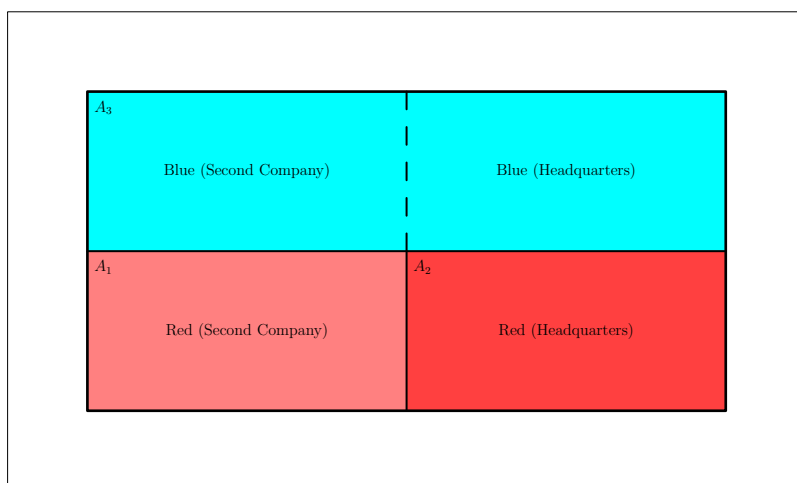 A₃
Blue (Second Company)
Blue (Headquarters)
A₁
A₂
Red (Second Company)
Red (Headquarters)